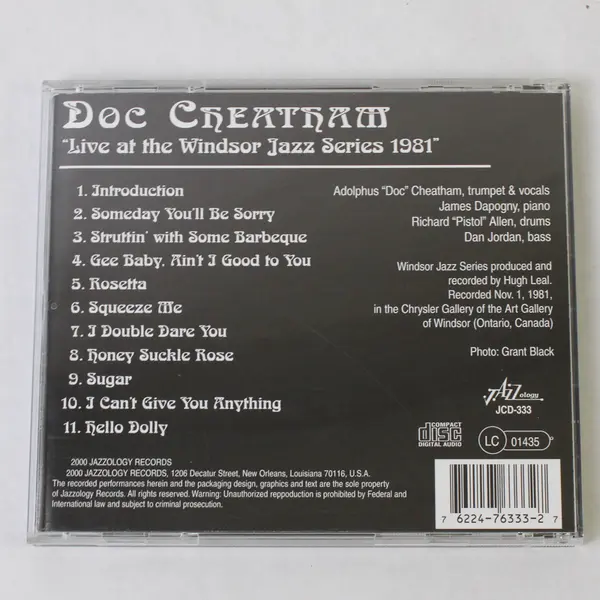 Doc Cheatham
"Live at the Windsor Jazz Series 1981"
1. Introduction
2. Someday You'll Be Sorry
3. Struttin' with Some Barbeque
4. Gee Baby, Ain't I Good to You
5. Rosetta
6. Squeeze Me
7. I Double Dare You
8. Honey Suckle Rose
9. Sugar
10. I Can't Give You Anything
11. Hello Dolly
Adolphus "Doc" Cheatham, trumpet & vocals
James Dapogny, piano
Richard "Pistol" Allen, drums
Dan Jordan, bass
Windsor Jazz Series produced and
recorded by Hugh Leal.
Recorded Nov. 1, 1981,
in the Chrysler Gallery of the Art Gallery
of Windsor (Ontario, Canada)
Photo: Grant Black
JAZZology
JCD-333
COMPACT
disc
DIGITAL AUDIO
LC 01435
2000 JAZZOLOGY RECORDS
2000 JAZZOLOGY RECORDS, 1206 Decatur Street, New Orleans, Louisiana 70116, U.S.A.
The recorded performances herein and the packaging design, graphics and text are the sole property
of Jazzology Records. All rights reserved. Warning: Unauthorized reppoduction is prohibited by Federal and
International law and subject to criminal prosecution.
7 62247-6333-2 7